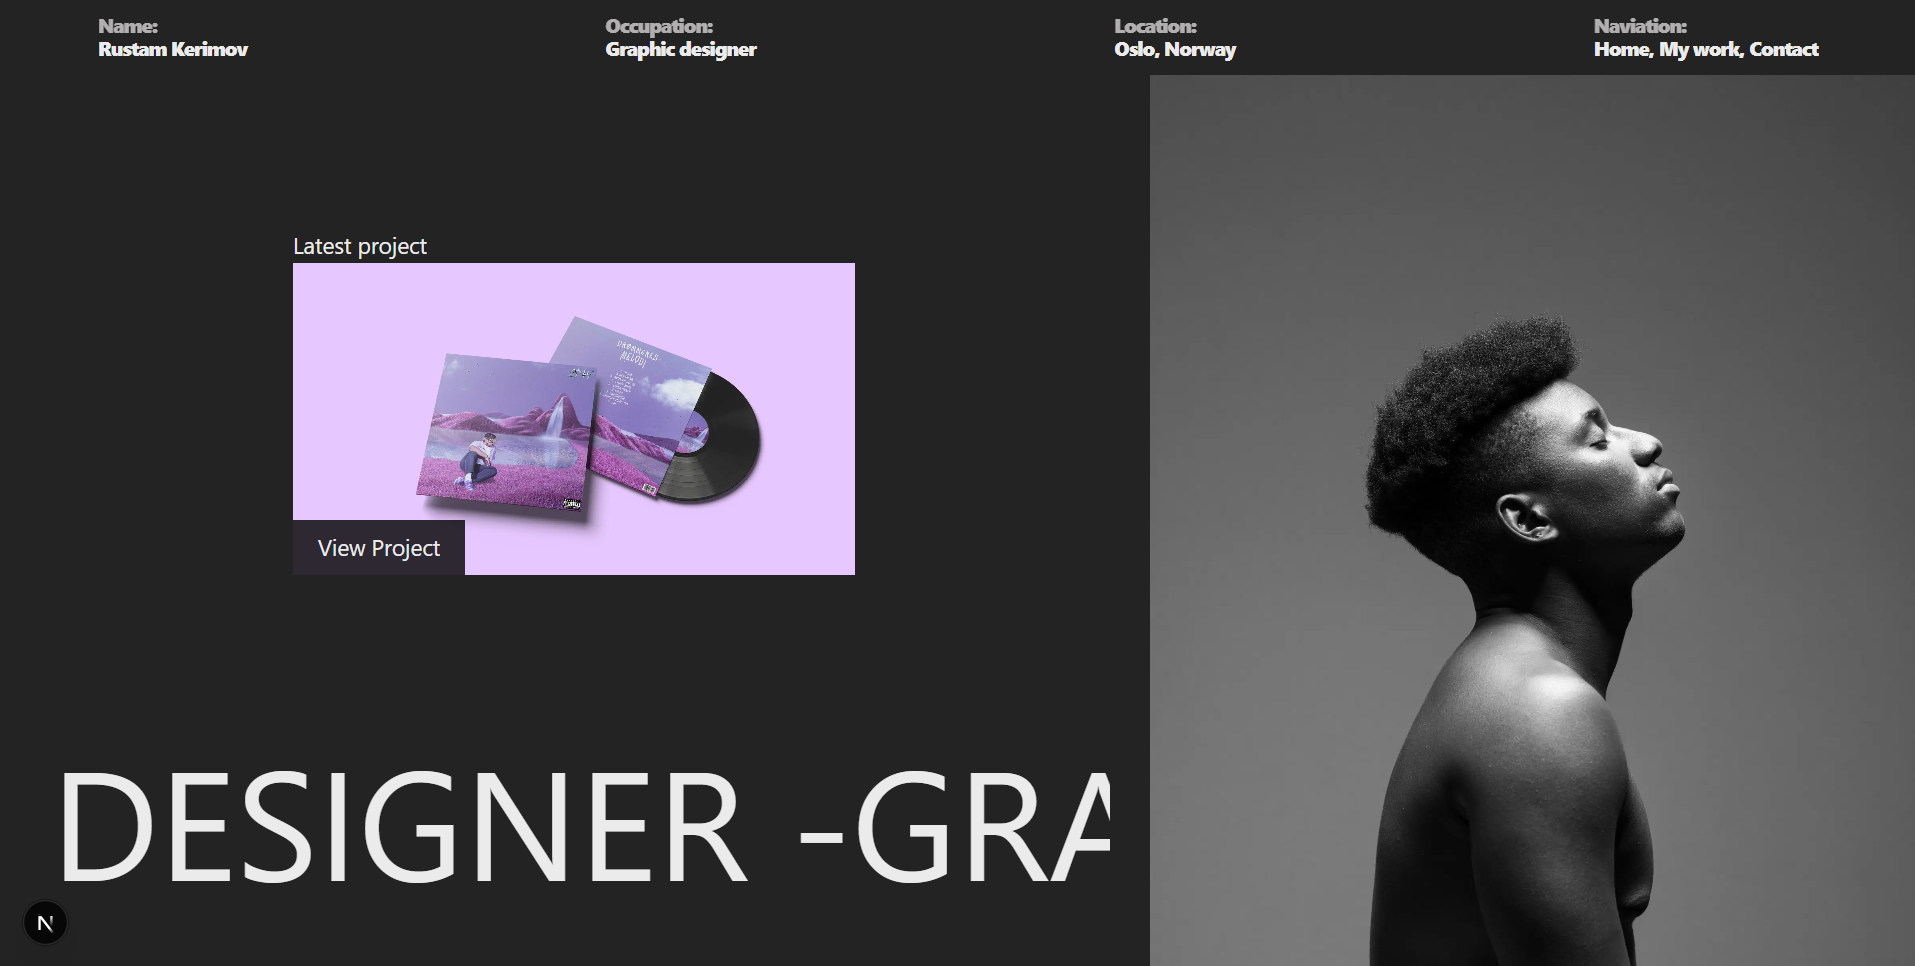 Name:
Rustam Kerimov
Occupation:
Graphic designer
Location:
Oslo, Norway
Naviation:
Home, My work, Contact
Latest project
MELODI
View Project
DESIGNER -GRA
N